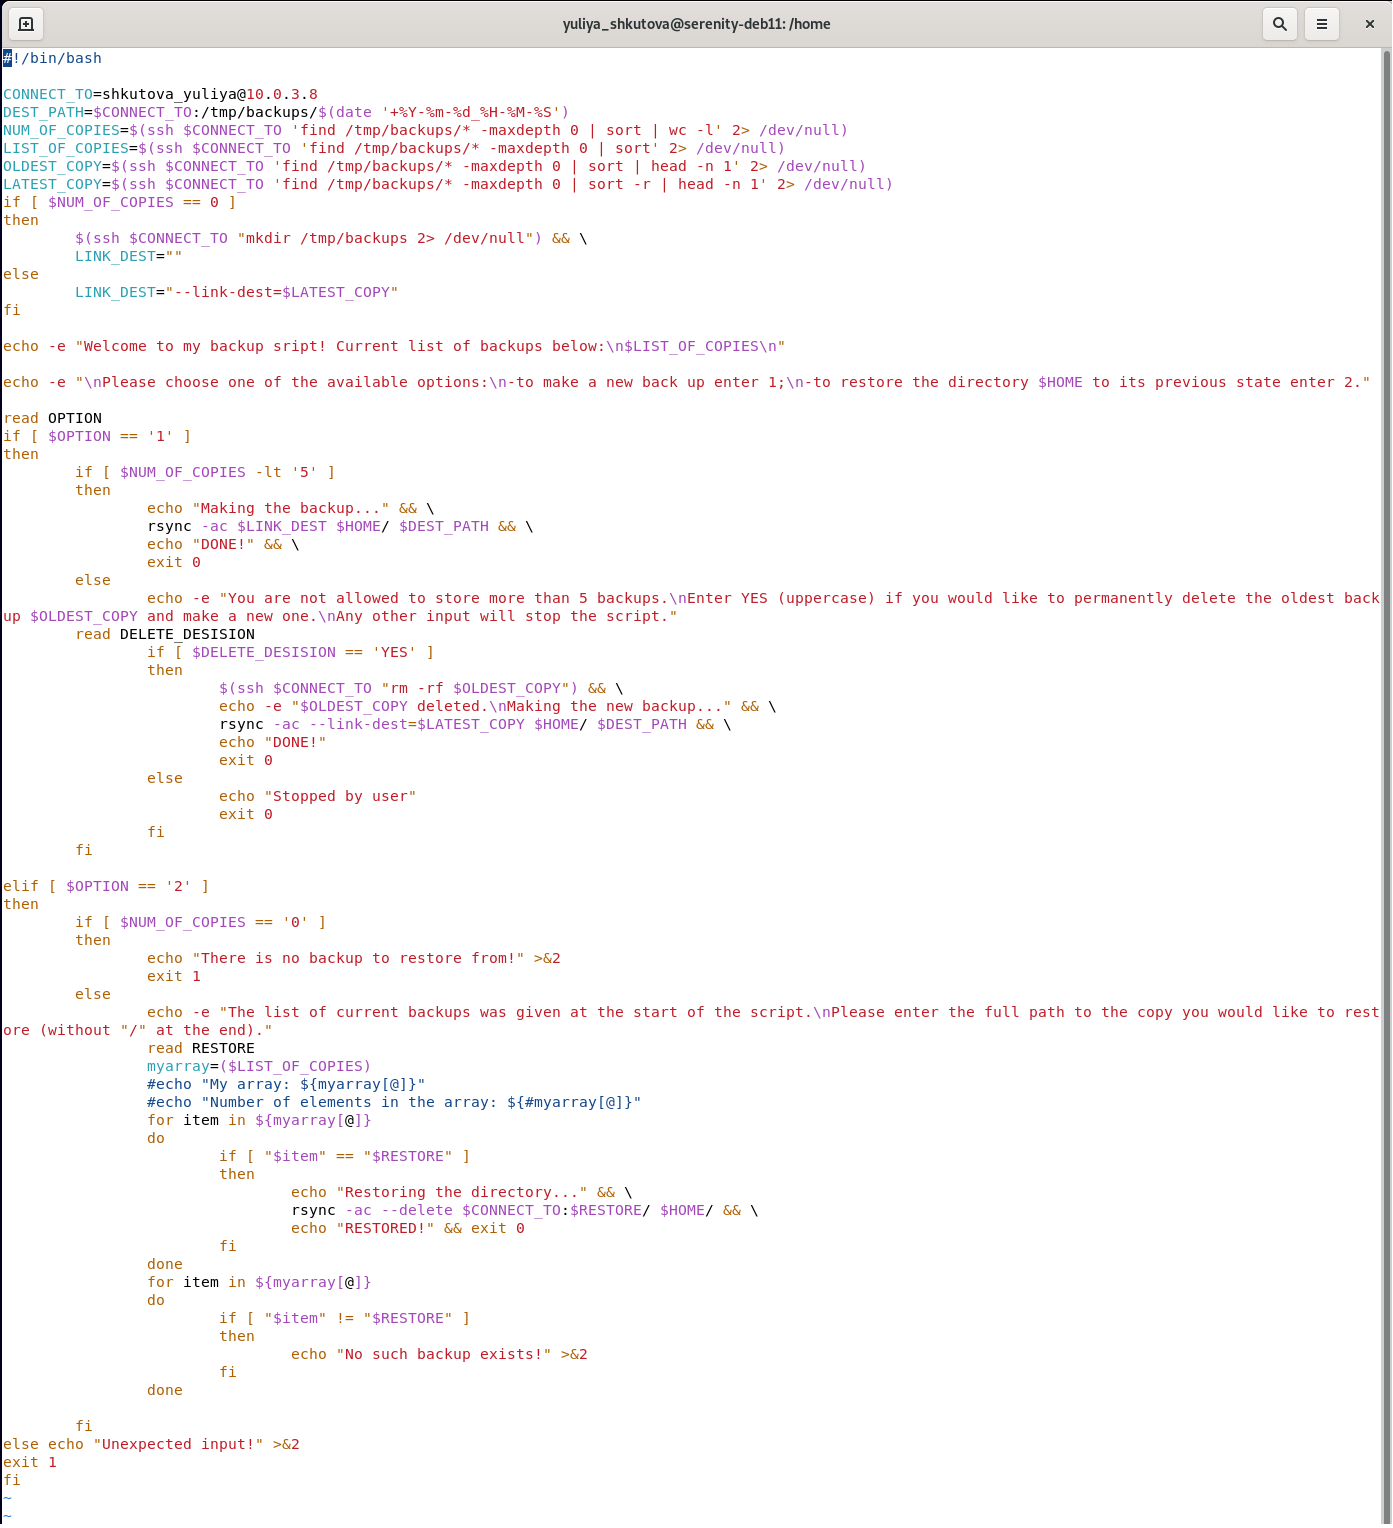 yuliya_shkutova@serenity-deb11: /home
#!/bin/bash

CONNECT_TO=shkutova_yuliya@10.0.3.8
DEST_PATH=$CONNECT_TO:/tmp/backups/$(date '+%Y-%m-%d_%H-%M-%S')
NUM_OF_COPIES=$(ssh $CONNECT_TO 'find /tmp/backups/* -maxdepth 0 | sort | wc -l' 2> /dev/null)
LIST_OF_COPIES=$(ssh $CONNECT_TO 'find /tmp/backups/* -maxdepth 0 | sort' 2> /dev/null)
OLDEST_COPY=$(ssh $CONNECT_TO 'find /tmp/backups/* -maxdepth 0 | sort | head -n 1' 2> /dev/null)
LATEST_COPY=$(ssh $CONNECT_TO 'find /tmp/backups/* -maxdepth 0 | sort -r | head -n 1' 2> /dev/null)
if [ $NUM_OF_COPIES == 0 ]
then
        $(ssh $CONNECT_TO "mkdir /tmp/backups 2> /dev/null") && \
        LINK_DEST=""
else
        LINK_DEST="--link-dest=$LATEST_COPY"
fi

echo -e "Welcome to my backup sript! Current list of backups below:\n$LIST_OF_COPIES\n"

echo -e "\nPlease choose one of the available options:\n-to make a new back up enter 1;\n-to restore the directory $HOME to its previous state enter 2."

read OPTION
if [ $OPTION == '1' ]
then
        if [ $NUM_OF_COPIES -lt '5' ]
        then
                echo "Making the backup..." && \
                rsync -ac $LINK_DEST $HOME/ $DEST_PATH && \
                echo "DONE!" && \
                exit 0
        else
                echo -e "You are not allowed to store more than 5 backups.\nEnter YES (uppercase) if you would like to permanently delete the oldest back
up $OLDEST_COPY and make a new one.\nAny other input will stop the script."
        read DELETE_DESISION
                if [ $DELETE_DESISION == 'YES' ]
                then
                        $(ssh $CONNECT_TO "rm -rf $OLDEST_COPY") && \
                        echo -e "$OLDEST_COPY deleted.\nMaking the new backup..." && \
                        rsync -ac --link-dest=$LATEST_COPY $HOME/ $DEST_PATH && \
                        echo "DONE!"
                        exit 0
                else
                        echo "Stopped by user"
                        exit 0
                fi
        fi

elif [ $OPTION == '2' ]
then
        if [ $NUM_OF_COPIES == '0' ]
        then
                echo "There is no backup to restore from!" >&2
                exit 1
        else
                echo -e "The list of current backups was given at the start of the script.\nPlease enter the full path to the copy you would like to rest
ore (without "/" at the end)."
                read RESTORE
                myarray=($LIST_OF_COPIES)
                #echo "My array: ${myarray[@]}"
                #echo "Number of elements in the array: ${#myarray[@]}"
                for item in ${myarray[@]}
                do
                        if [ "$item" == "$RESTORE" ]
                        then
                                echo "Restoring the directory..." && \
                                rsync -ac --delete $CONNECT_TO:$RESTORE/ $HOME/ && \
                                echo "RESTORED!" && exit 0
                        fi
                done
                for item in ${myarray[@]}
                do
                        if [ "$item" != "$RESTORE" ]
                        then
                                echo "No such backup exists!" >&2
                        fi
                done

        fi
else echo "Unexpected input!" >&2
exit 1
fi
~
~